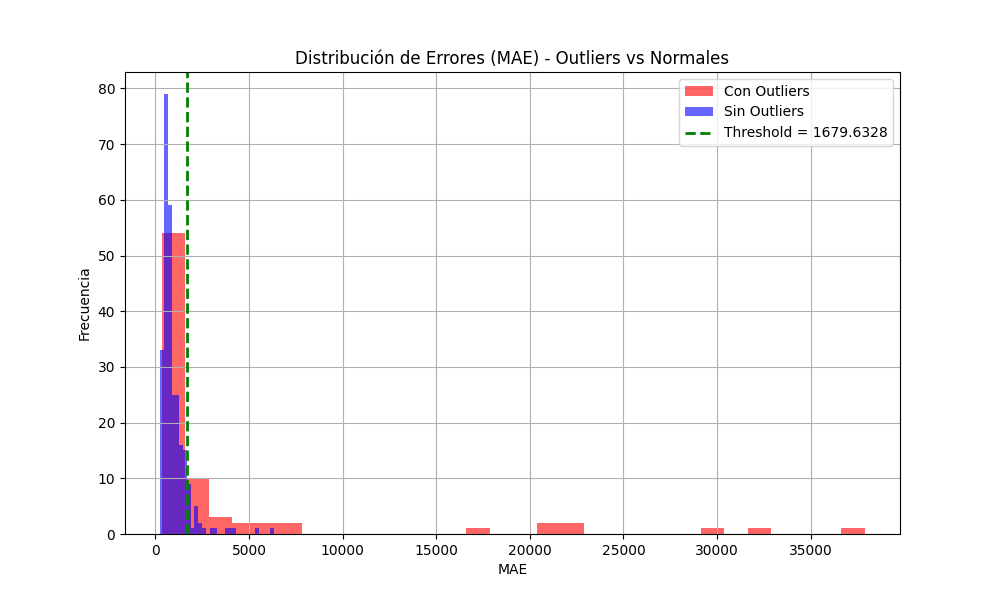 Distribución de Errores (MAE) - Outliers vs Normales
Con Outliers
Sin Outliers
Threshold = 1679.6328
80
70
60
50
40
30
20
10
0
Frecuencia
0 5000 10000 15000 20000 25000 30000 35000
MAE